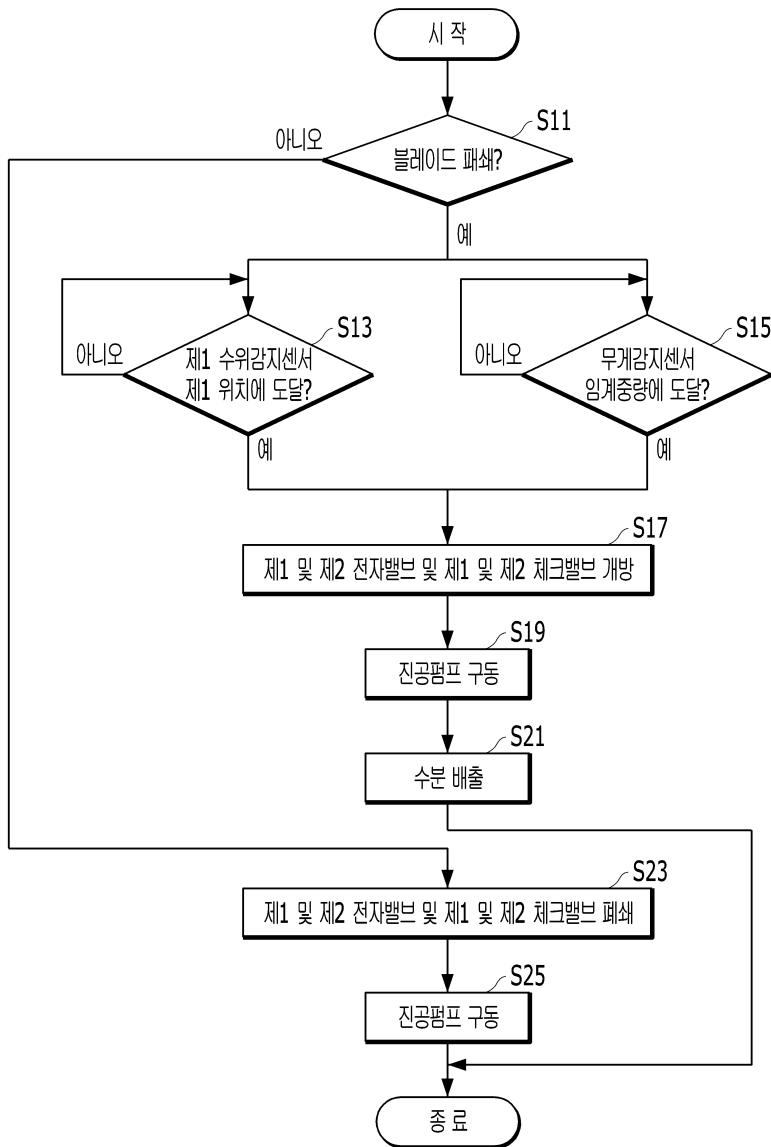 시 작
S11
아니오
블레이드 패쇄?
예
S13
S15
아니오
제1 수위감지센서
제1 위치에 도달?
아니오
무게감지센서
임계중량에 도달?
예
예
S17
제1 및 제2 전자밸브 및 제1 및 제2 체크밸브 개방
S19
진공펌프 구동
S21
수분 배출
S23
제1 및 제2 전자밸브 및 제1 및 제2 체크밸브 폐쇄
S25
진공펌프 구동
종 료